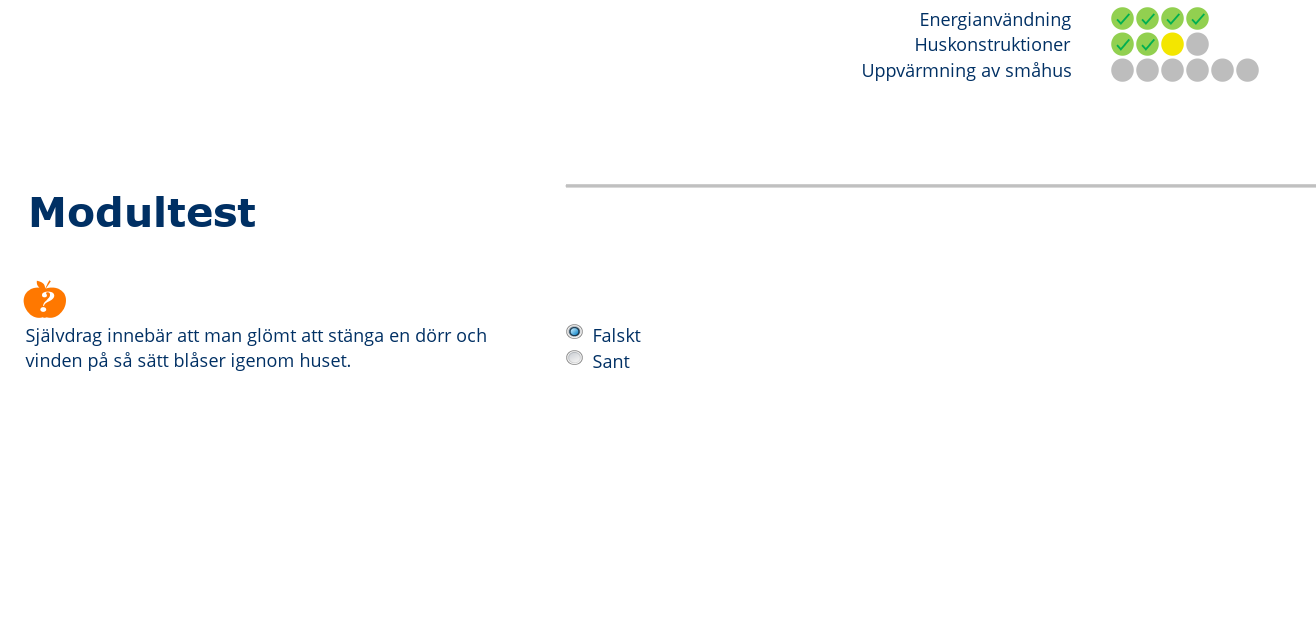 Energianvändning
Huskonstruktioner
Uppvärmning av småhus
Modultest
?
Självdrag innebär att man glömt att stänga en dörr och
vinden på så sätt blåser igenom huset.
Falskt
Sant